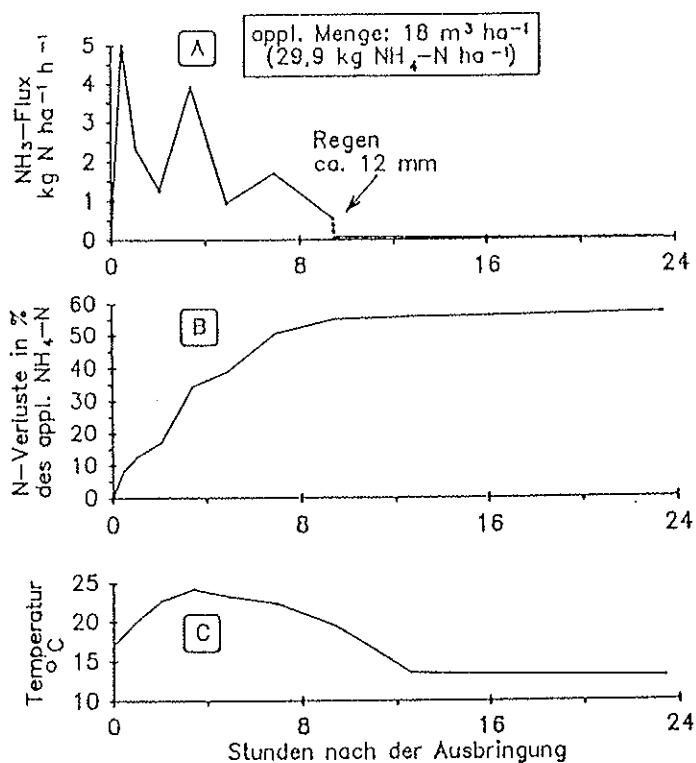 A
appl. Menge: 18 m³ ha⁻¹
(29,9 kg NH₄–N ha⁻¹)
NH₃–Flux
kg N ha⁻¹ h⁻¹
5
4
3
2
1
0
Regen
ca. 12 mm
0
8
16
24
B
N–Verluste in %
des appl. NH₄–N
60
50
40
30
20
10
0
0
8
16
24
C
Temperatur
°C
25
20
15
10
0
8
16
24
Stunden nach der Ausbringung